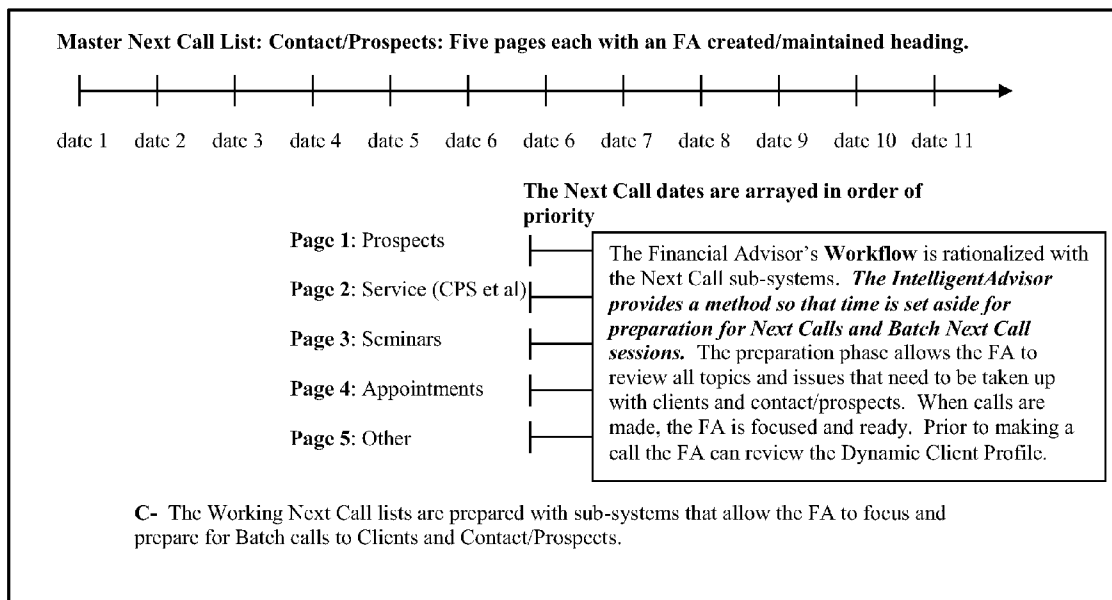 Master Next Call List: Contact/Prospects: Five pages each with an FA created/maintained heading.
date 1 date 2 date 3 date 4 date 5 date 6 date 6 date 7 date 8 date 9 date 10 date 11
The Next Call dates are arrayed in order of
priority
Page 1: Prospects
Page 2: Service (CPS et al)
Page 3: Seminars
Page 4: Appointments
Page 5: Other
The Financial Advisor's Workflow is rationalized with
the Next Call sub-systems. The IntelligentAdvisor
provides a method so that time is set aside for
preparation for Next Calls and Batch Next Call
sessions. The preparation phase allows the FA to
review all topics and issues that need to be taken up
with clients and contact/prospects. When calls are
made, the FA is focused and ready. Prior to making a
call the FA can review the Dynamic Client Profile.
C- The Working Next Call lists are prepared with sub-systems that allow the FA to focus and
prepare for Batch calls to Clients and Contact/Prospects.